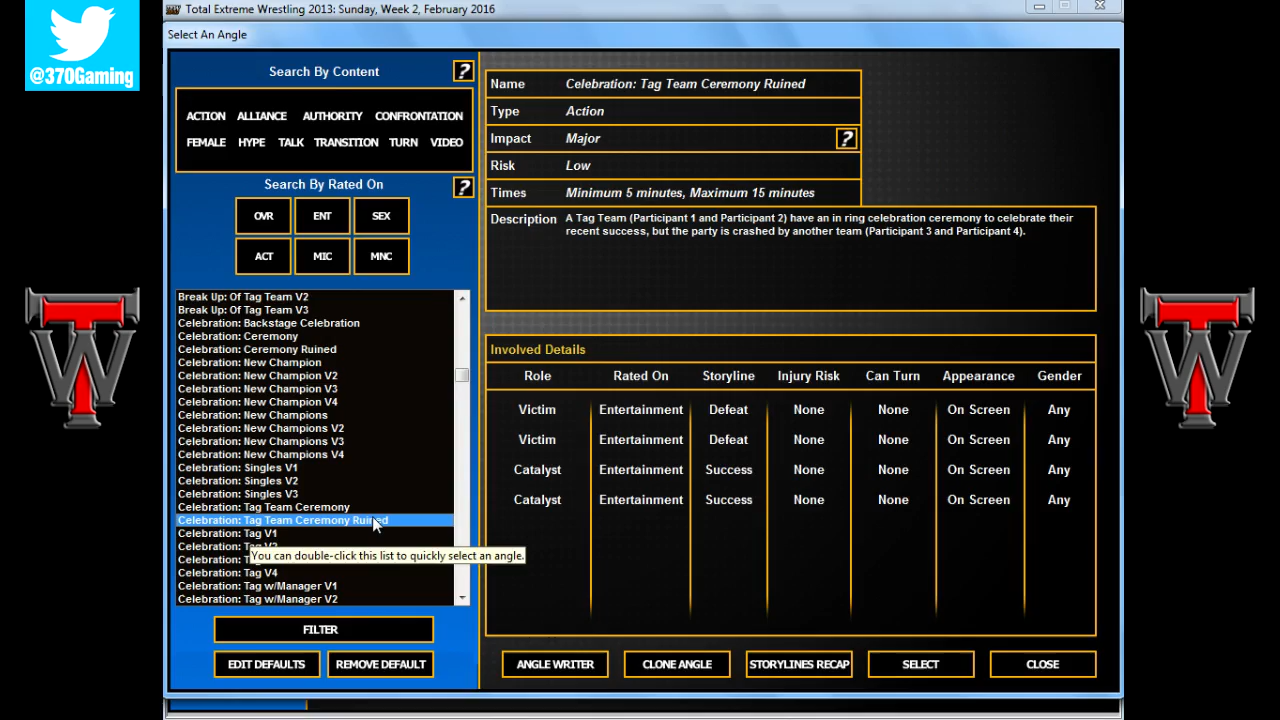 @370Gaming
Total Extreme Wrestling 2013: Sunday, Week 2, February 2016
Select An Angle
Search By Content
?
ACTION ALLIANCE AUTHORITY CONFRONTATION
FEMALE HYPE TALK TRANSITION TURN VIDEO
Search By Rated On
?
OVR ENT SEX
ACT MIC MNC
Break Up: Of Tag Team V2
Break Up: Of Tag Team V3
Celebration: Backstage Celebration
Celebration: Ceremony
Celebration: Ceremony Ruined
Celebration: New Champion
Celebration: New Champion V2
Celebration: New Champion V3
Celebration: New Champion V4
Celebration: New Champions
Celebration: New Champions V2
Celebration: New Champions V3
Celebration: New Champions V4
Celebration: Singles V1
Celebration: Singles V2
Celebration: Singles V3
Celebration: Tag Team Ceremony
Celebration: Tag Team Ceremony Ruined
Celebration: Tag V1
Celebration: Tag
You can double-click this list to quickly select an angle.
Celebration: Tag V4
Celebration: Tag w/Manager V1
Celebration: Tag w/Manager V2
FILTER
EDIT DEFAULTS REMOVE DEFAULT
Name Celebration: Tag Team Ceremony Ruined
Type Action
Impact Major ?
Risk Low
Times Minimum 5 minutes, Maximum 15 minutes
Description A Tag Team (Participant 1 and Participant 2) have an in ring celebration ceremony to celebrate their
recent success, but the party is crashed by another team (Participant 3 and Participant 4).
Involved Details
Role Rated On Storyline Injury Risk Can Turn Appearance Gender
Victim Entertainment Defeat None None On Screen Any
Victim Entertainment Defeat None None On Screen Any
Catalyst Entertainment Success None None On Screen Any
Catalyst Entertainment Success None None On Screen Any
ANGLE WRITER CLONE ANGLE STORYLINES RECAP SELECT CLOSE